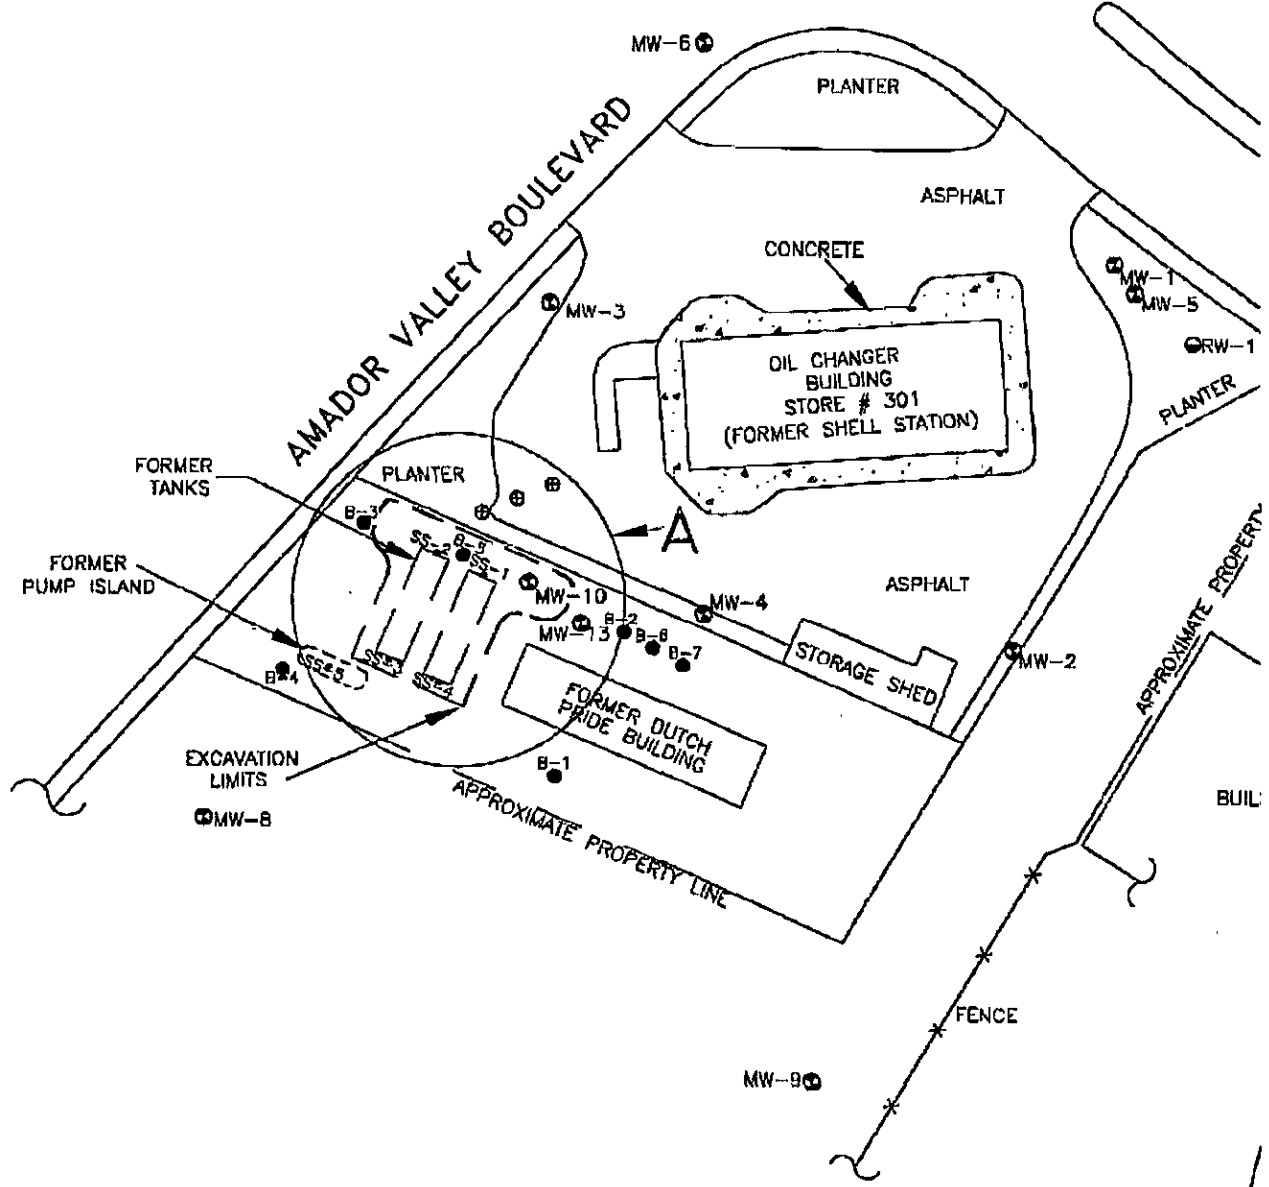 MW-6
PLANTER
AMADOR VALLEY BOULEVARD
ASPHALT
CONCRETE
MW-1
MW-5
MW-3
RW-1
OIL CHANGER
BUILDING
STORE # 301
(FORMER SHELL STATION)
PLANTER
FORMER
TANKS
PLANTER
B-3
SS-2
B-3
SS-1
A
FORMER
PUMP ISLAND
MW-10
ASPHALT
MW-4
MW-13
B-2
B-6
B-7
STORAGE SHED
MW-2
APPROXIMATE PROPERTY
B-4
SS-5
SS-3
SS-4
FORMER DUTCH
PRIDE BUILDING
EXCAVATION
LIMITS
B-1
MW-8
APPROXIMATE PROPERTY LINE
BUIL
FENCE
MW-9